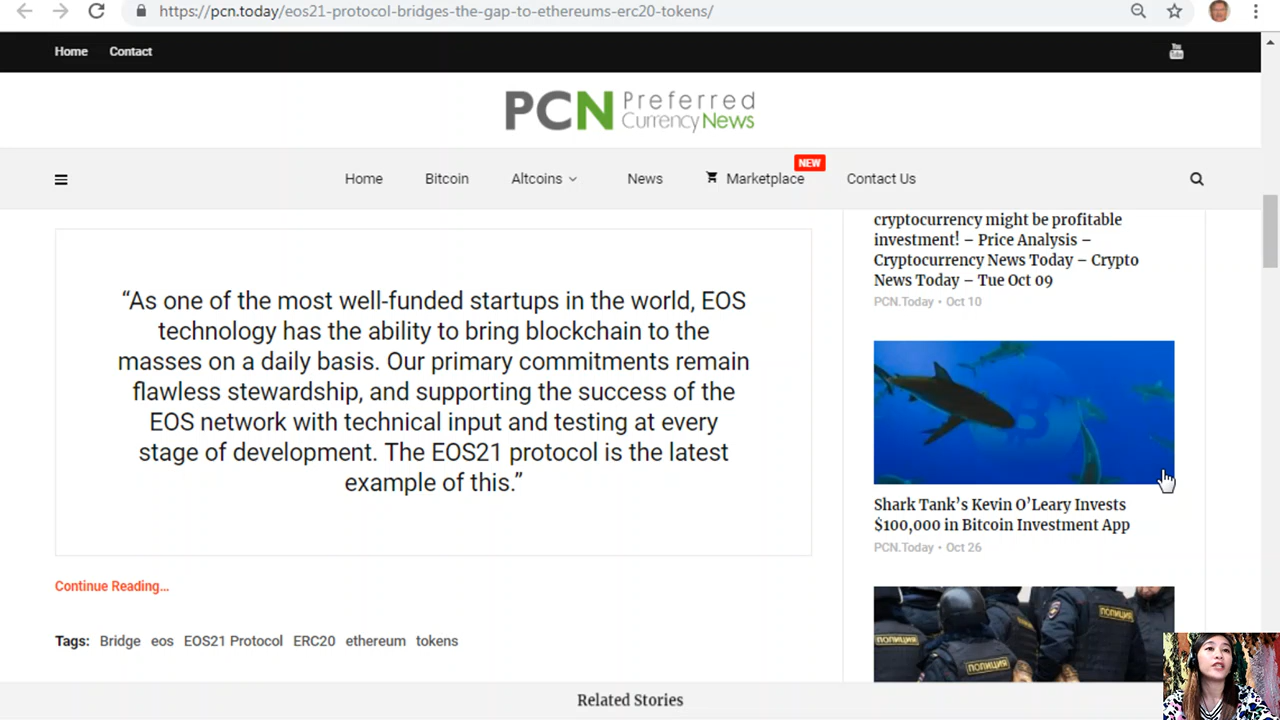 https://pcn.today/eos21-protocol-bridges-the-gap-to-ethereums-erc20-tokens/
Home Contact
You Tube
PCN Preferred
CurrencyNews
NEW
Home Bitcoin Altcoins News Marketplace Contact Us
“As one of the most well-funded startups in the world, EOS
technology has the ability to bring blockchain to the
masses on a daily basis. Our primary commitments remain
flawless stewardship, and supporting the success of the
EOS network with technical input and testing at every
stage of development. The EOS21 protocol is the latest
example of this.”
Continue Reading...
Tags: Bridge eos EOS21 Protocol ERC20 ethereum tokens
cryptocurrency might be profitable
investment! – Price Analysis –
Cryptocurrency News Today – Crypto
News Today – Tue Oct 09
PCN.Today • Oct 10
Shark Tank’s Kevin O’Leary Invests
$100,000 in Bitcoin Investment App
PCN.Today • Oct 26
ПОЛИЦИЯ
ПОЛИЦИЯ
ПОЛИЦИЯ
Related Stories